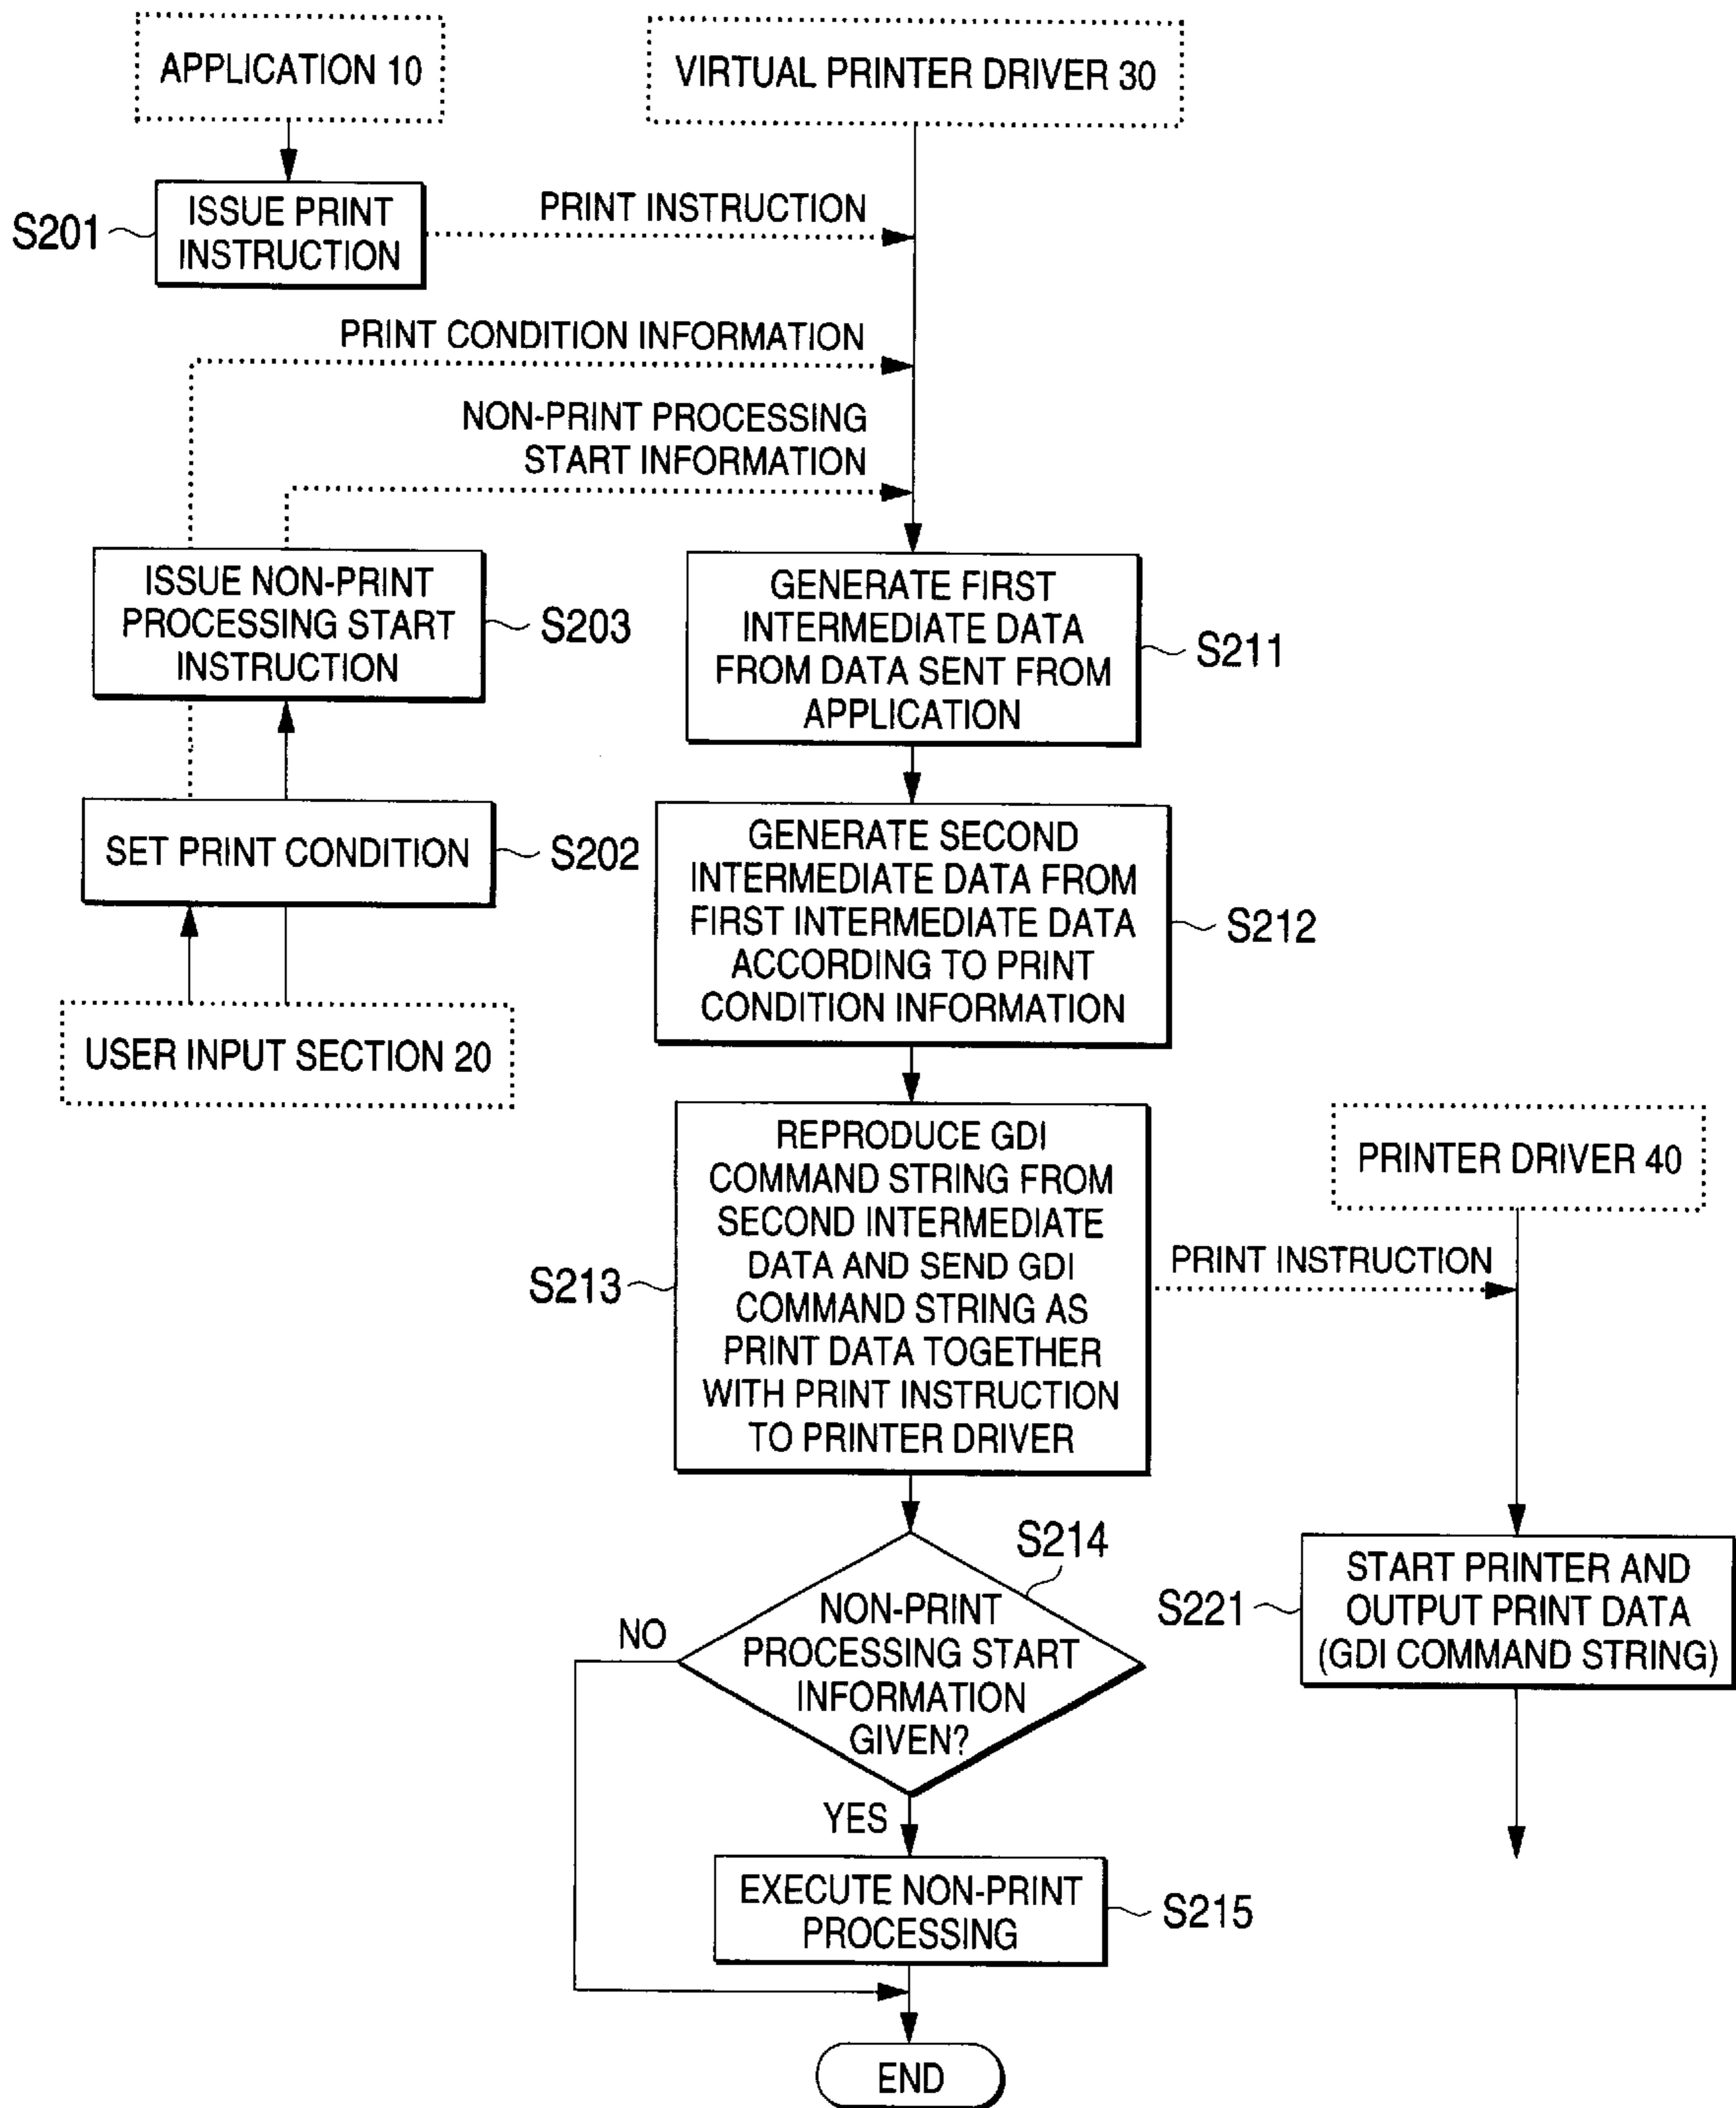 APPLICATION 10
VIRTUAL PRINTER DRIVER 30
S201
ISSUE PRINT
INSTRUCTION
PRINT INSTRUCTION
PRINT CONDITION INFORMATION
NON-PRINT PROCESSING
START INFORMATION
ISSUE NON-PRINT
PROCESSING START
INSTRUCTION
S203
GENERATE FIRST
INTERMEDIATE DATA
FROM DATA SENT FROM
APPLICATION
S211
SET PRINT CONDITION
S202
GENERATE SECOND
INTERMEDIATE DATA FROM
FIRST INTERMEDIATE DATA
ACCORDING TO PRINT
CONDITION INFORMATION
S212
USER INPUT SECTION 20
REPRODUCE GDI
COMMAND STRING FROM
SECOND INTERMEDIATE
DATA AND SEND GDI
COMMAND STRING AS
PRINT DATA TOGETHER
WITH PRINT INSTRUCTION
TO PRINTER DRIVER
S213
PRINTER DRIVER 40
PRINT INSTRUCTION
S214
NON-PRINT
PROCESSING START
INFORMATION
GIVEN?
NO
YES
S221
START PRINTER AND
OUTPUT PRINT DATA
(GDI COMMAND STRING)
EXECUTE NON-PRINT
PROCESSING
S215
END